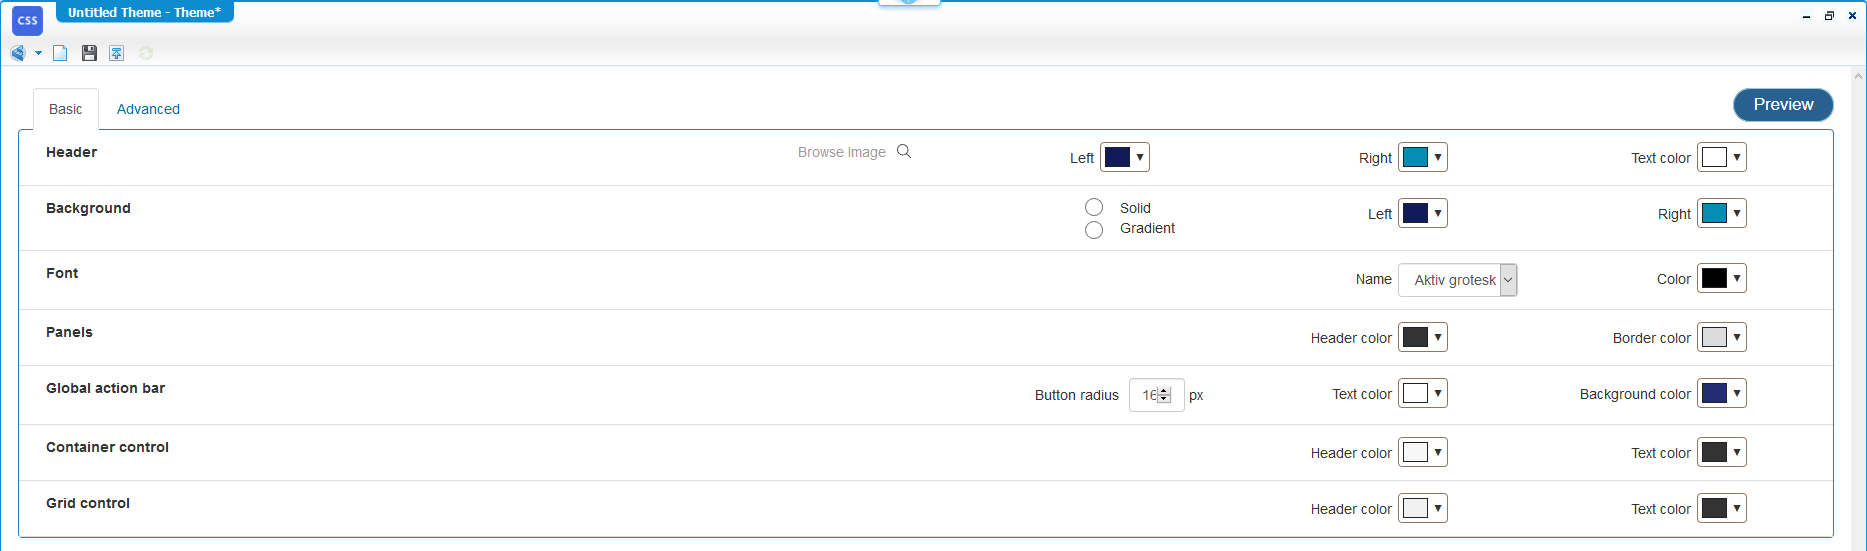 Untitled Theme - Theme*
CSS
Basic Advanced Preview
Header Browse Image Left Right Text color
Background Solid Left Right
Gradient
Font Name Aktiv grotesk Color
Panels Header color Border color
Global action bar Button radius 16 px Text color Background color
Container control Header color Text color
Grid control Header color Text color